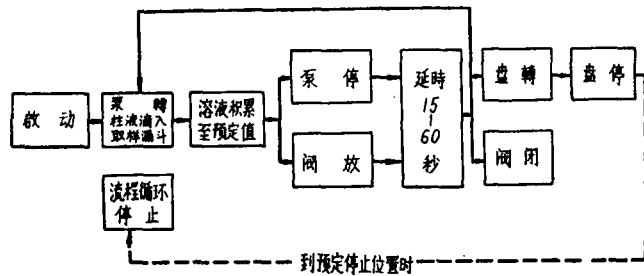 啟动
泵轉
柱液滴入
取样漏斗
溶液积累
至预定值
泵停
阀放
延時
15
|
60
秒
盘轉
盘停
阀闭
流程循环
停止
到预定停止位置时